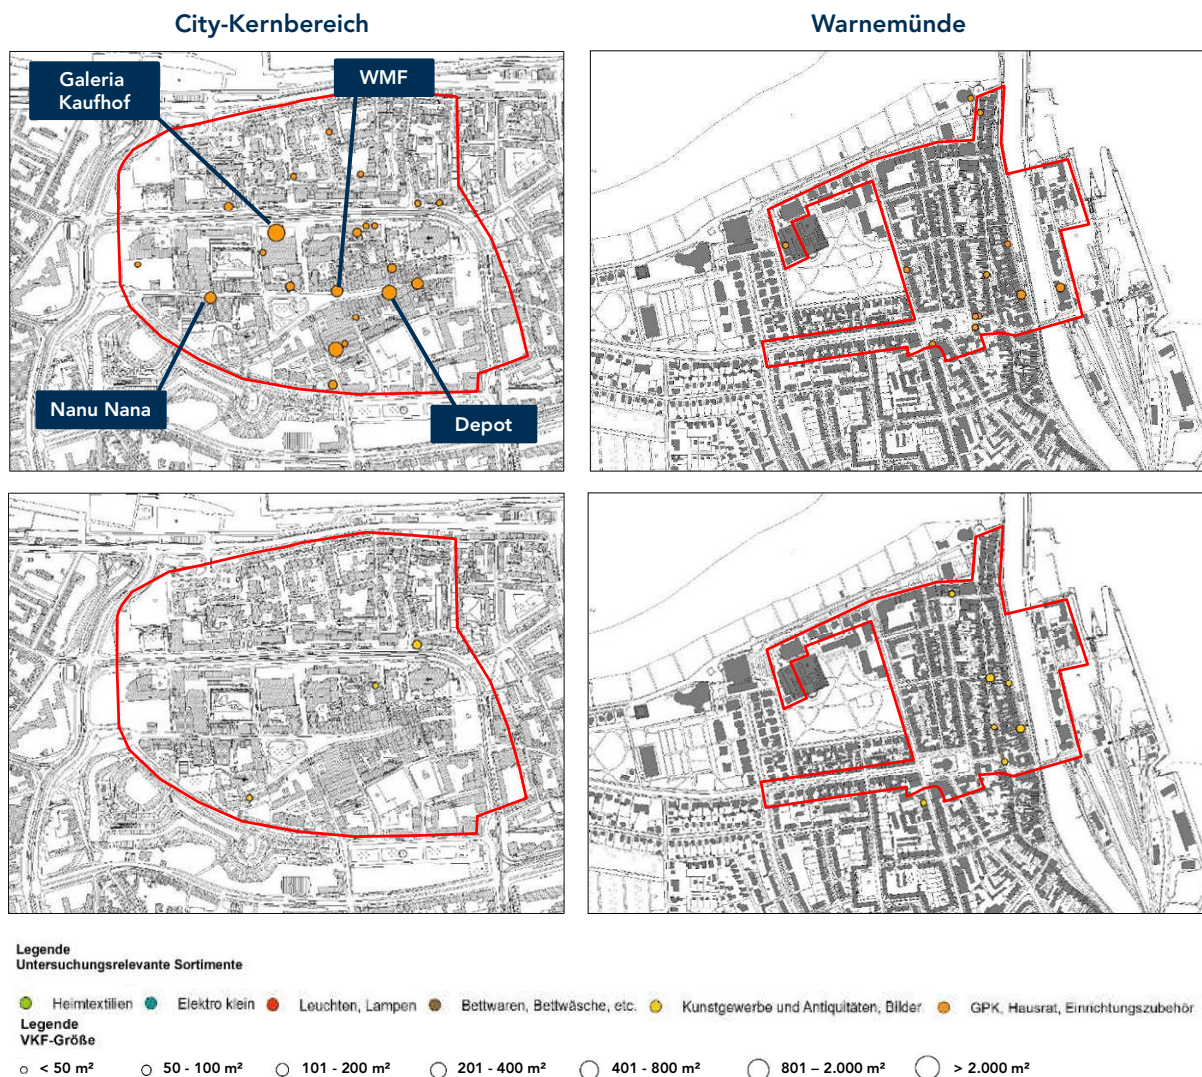 City-Kernbereich
Warnemünde
Galeria
Kaufhof
WMF
Nanu Nana
Depot
Legende
Untersuchungsrelevante Sortimente
Heimtextilien
Elektro klein
Leuchten, Lampen
Bettwaren, Bettwäsche, etc.
Kunstgewerbe und Antiquitäten, Bilder
GPK, Hausrat, Einrichtungszubehör
Legende
VKF-Größe
< 50 m²
50 - 100 m²
101 - 200 m²
201 - 400 m²
401 - 800 m²
801 – 2.000 m²
> 2.000 m²